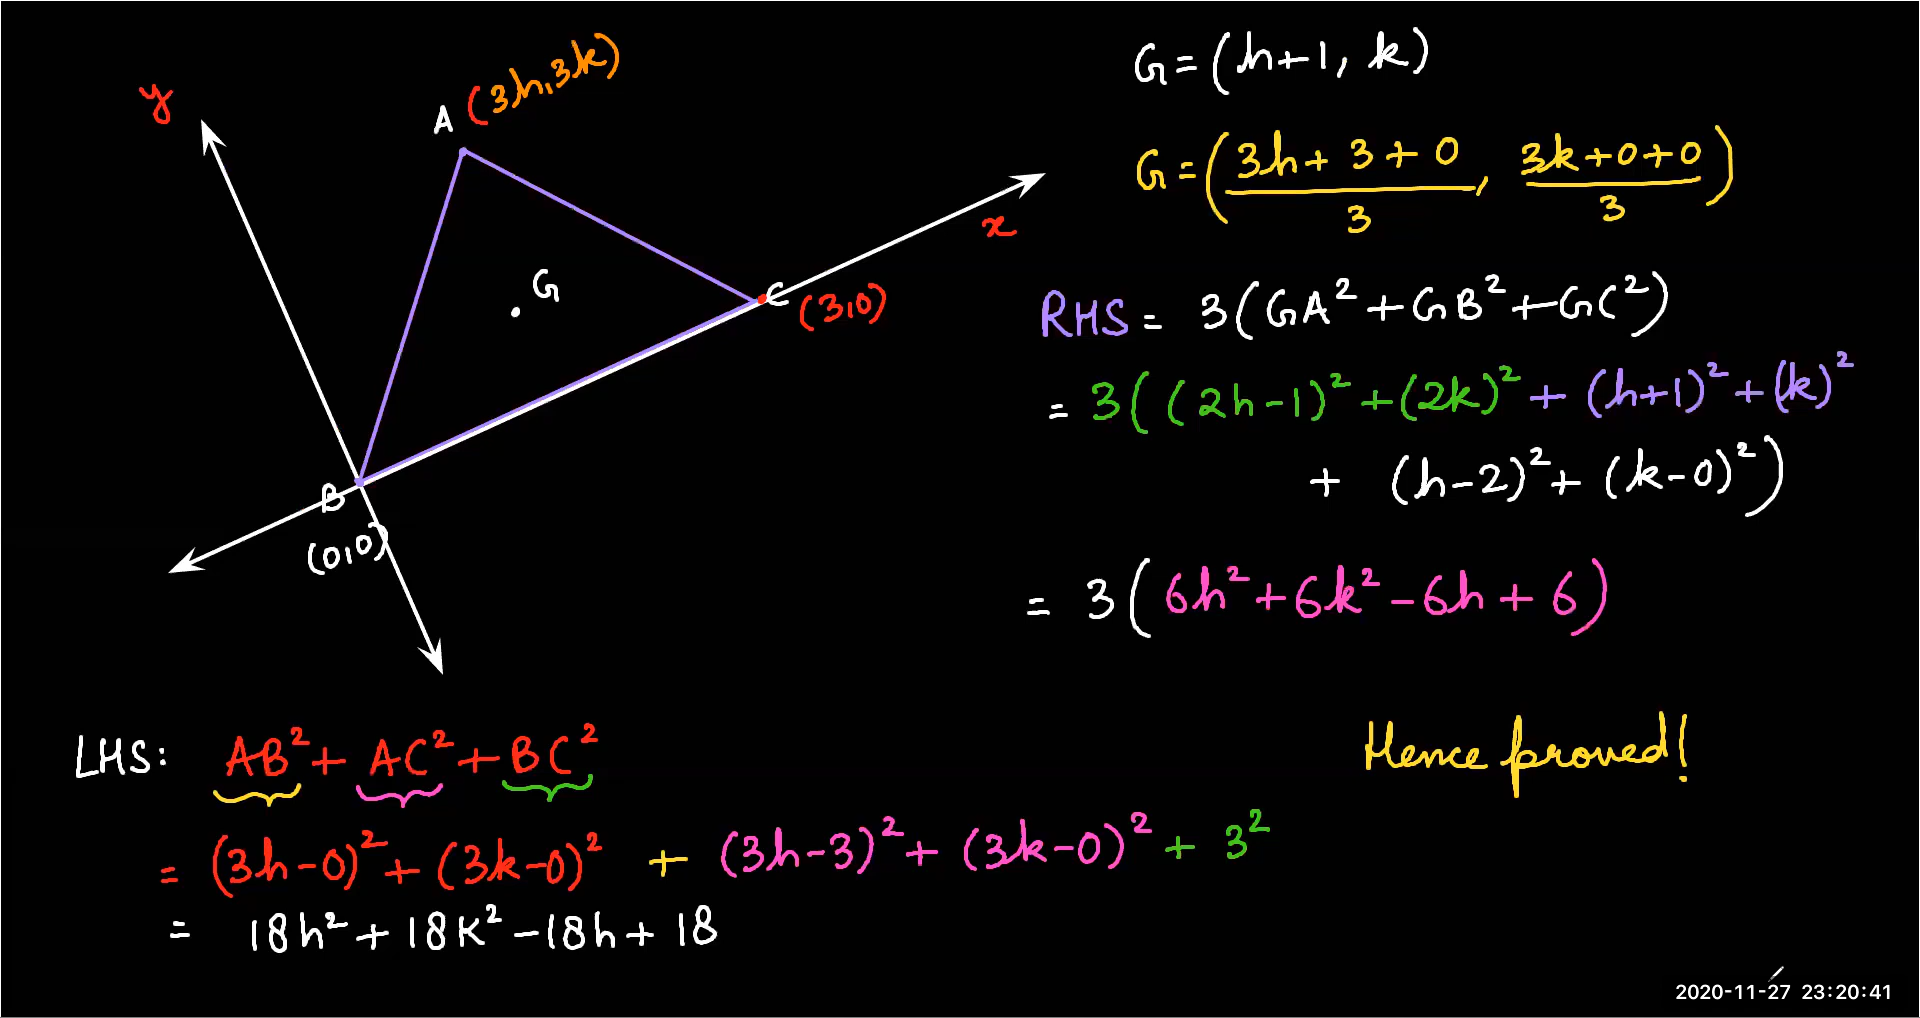 y
A (3h,3k)
G
x
C
(3,0)
B
(0,0)
G = (h+1, k)
G = ( 3h + 3 + 0 / 3 , 3k+0+0 / 3 )
RHS = 3(GA² + GB² + GC²)
= 3( (2h-1)² + (2k)² + (h+1)² + (k)²
+ (h-2)² + (k-0)² )
= 3( 6h² + 6k² - 6h + 6 )
Hence proved!
LHS: AB² + AC² + BC²
= (3h-0)² + (3k-0)² + (3h-3)² + (3k-0)² + 3²
= 18h² + 18k² - 18h + 18
2020-11-27 23:20:41